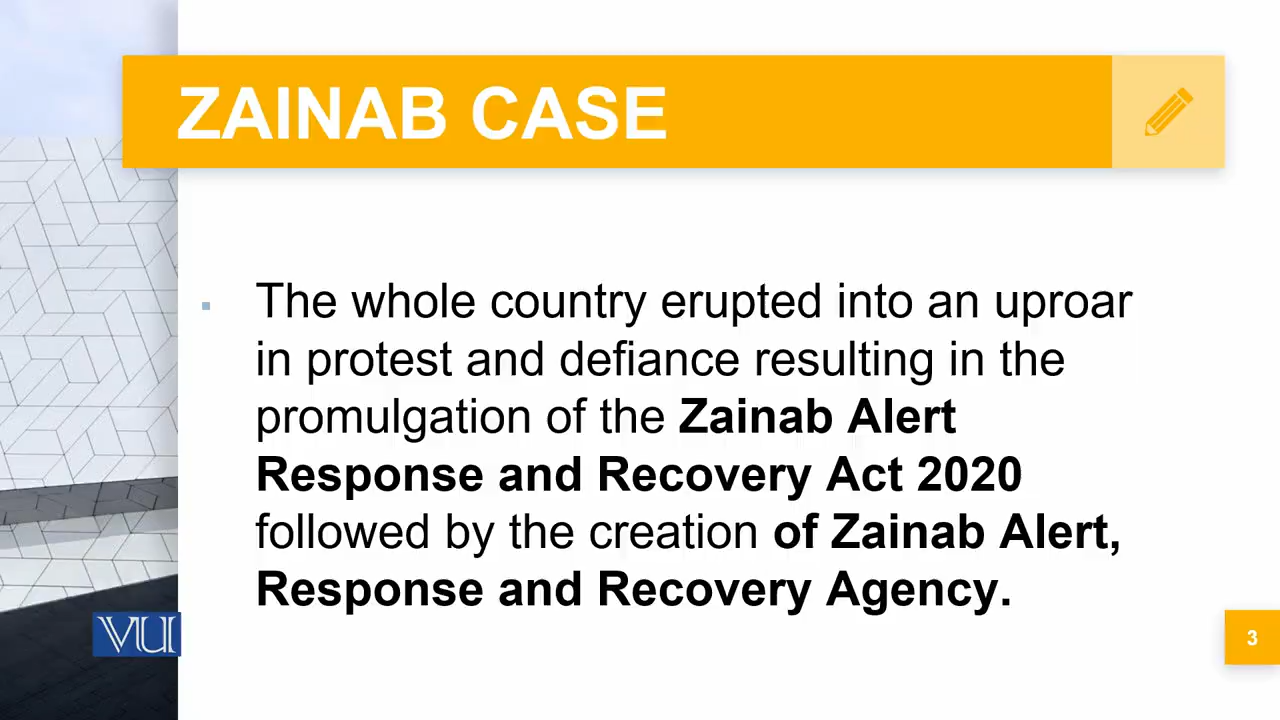 ZAINAB CASE
The whole country erupted into an uproar
in protest and defiance resulting in the
promulgation of the Zainab Alert
Response and Recovery Act 2020
followed by the creation of Zainab Alert,
Response and Recovery Agency.
VU
3